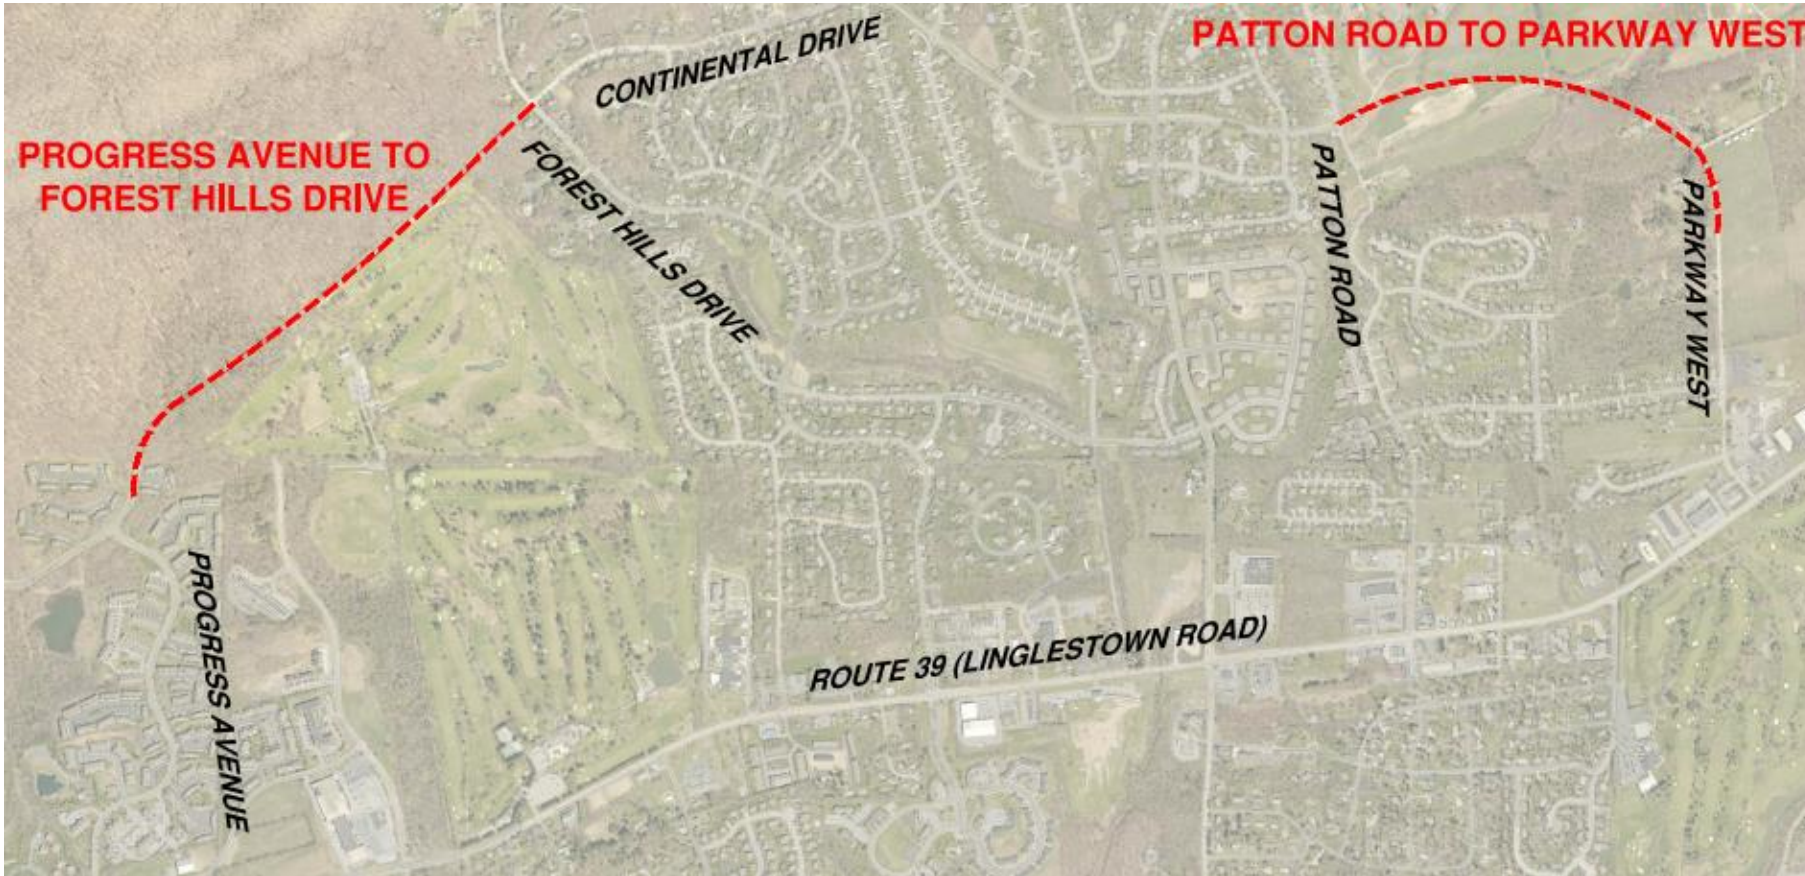 PATTON ROAD TO PARKWAY WEST
CONTINENTAL DRIVE
PROGRESS AVENUE TO
FOREST HILLS DRIVE
FOREST HILLS DRIVE
PATTON ROAD
PARKWAY WEST
ROUTE 39 (LINGLESTOWN ROAD)
PROGRESS AVENUE